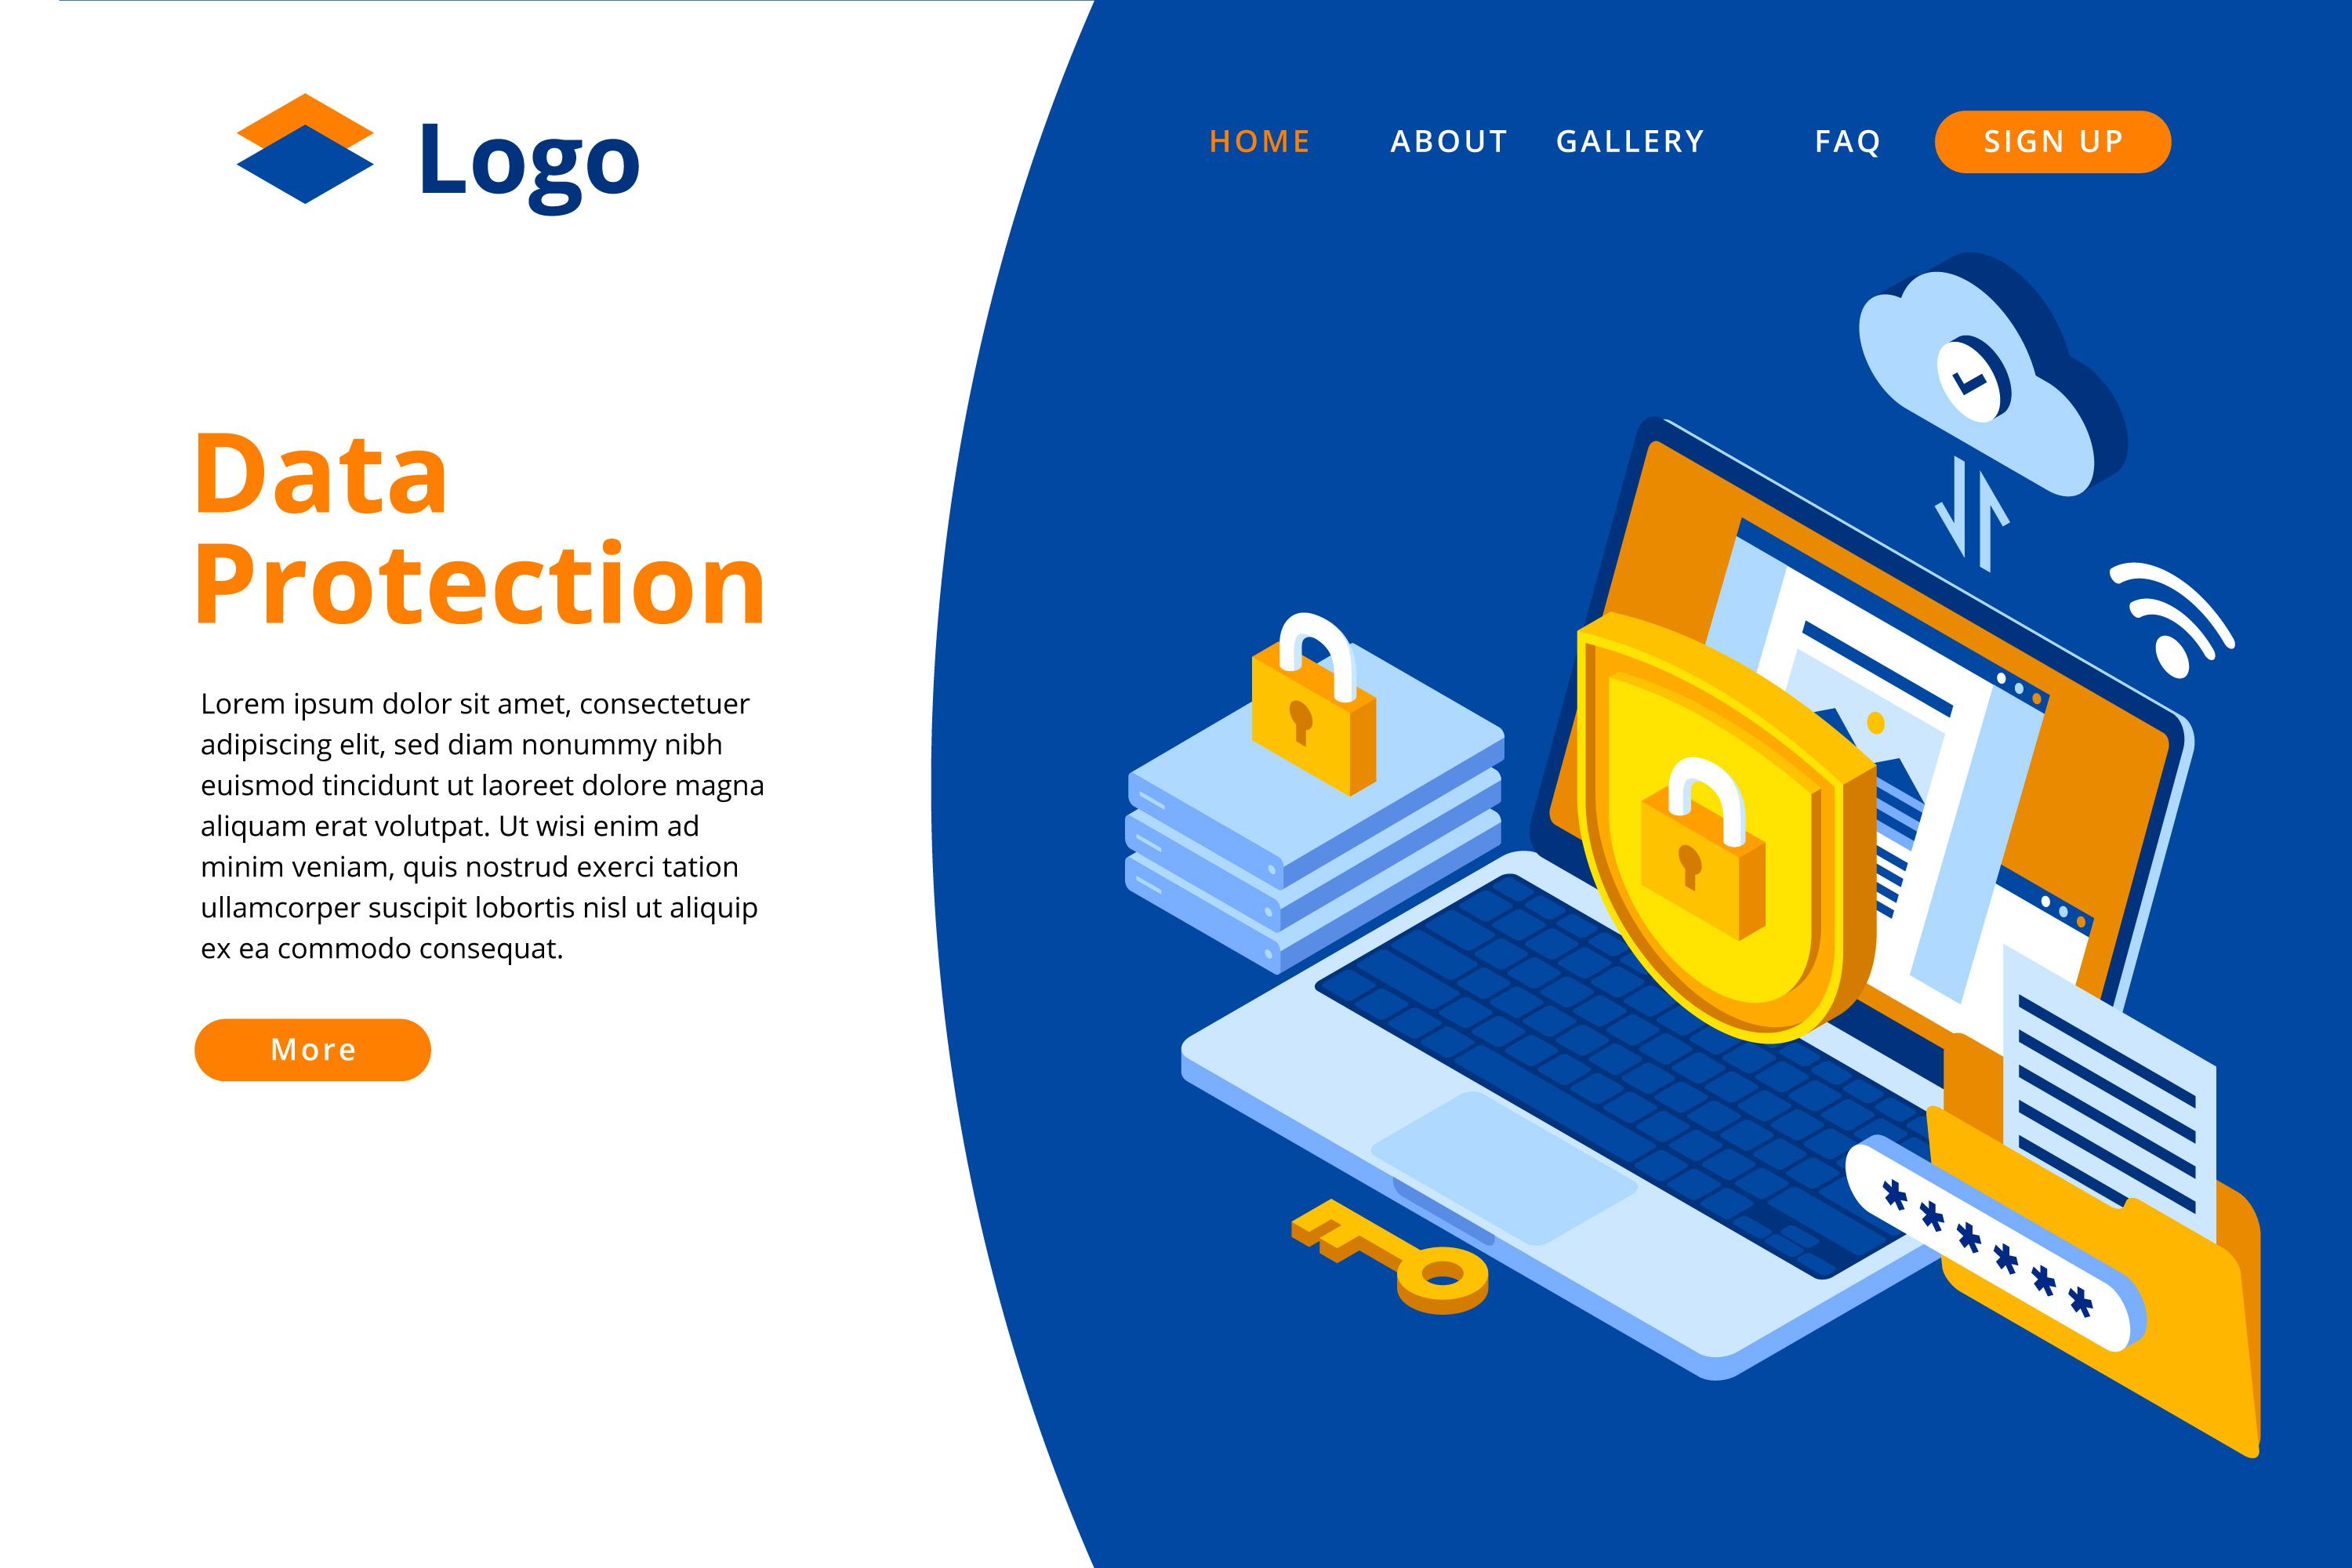 Logo
HOME ABOUT GALLERY FAQ SIGN UP
Data
Protection
Lorem ipsum dolor sit amet, consectetuer
adipiscing elit, sed diam nonummy nibh
euismod tincidunt ut laoreet dolore magna
aliquam erat volutpat. Ut wisi enim ad
minim veniam, quis nostrud exerci tation
ullamcorper suscipit lobortis nisl ut aliquip
ex ea commodo consequat.
More
******